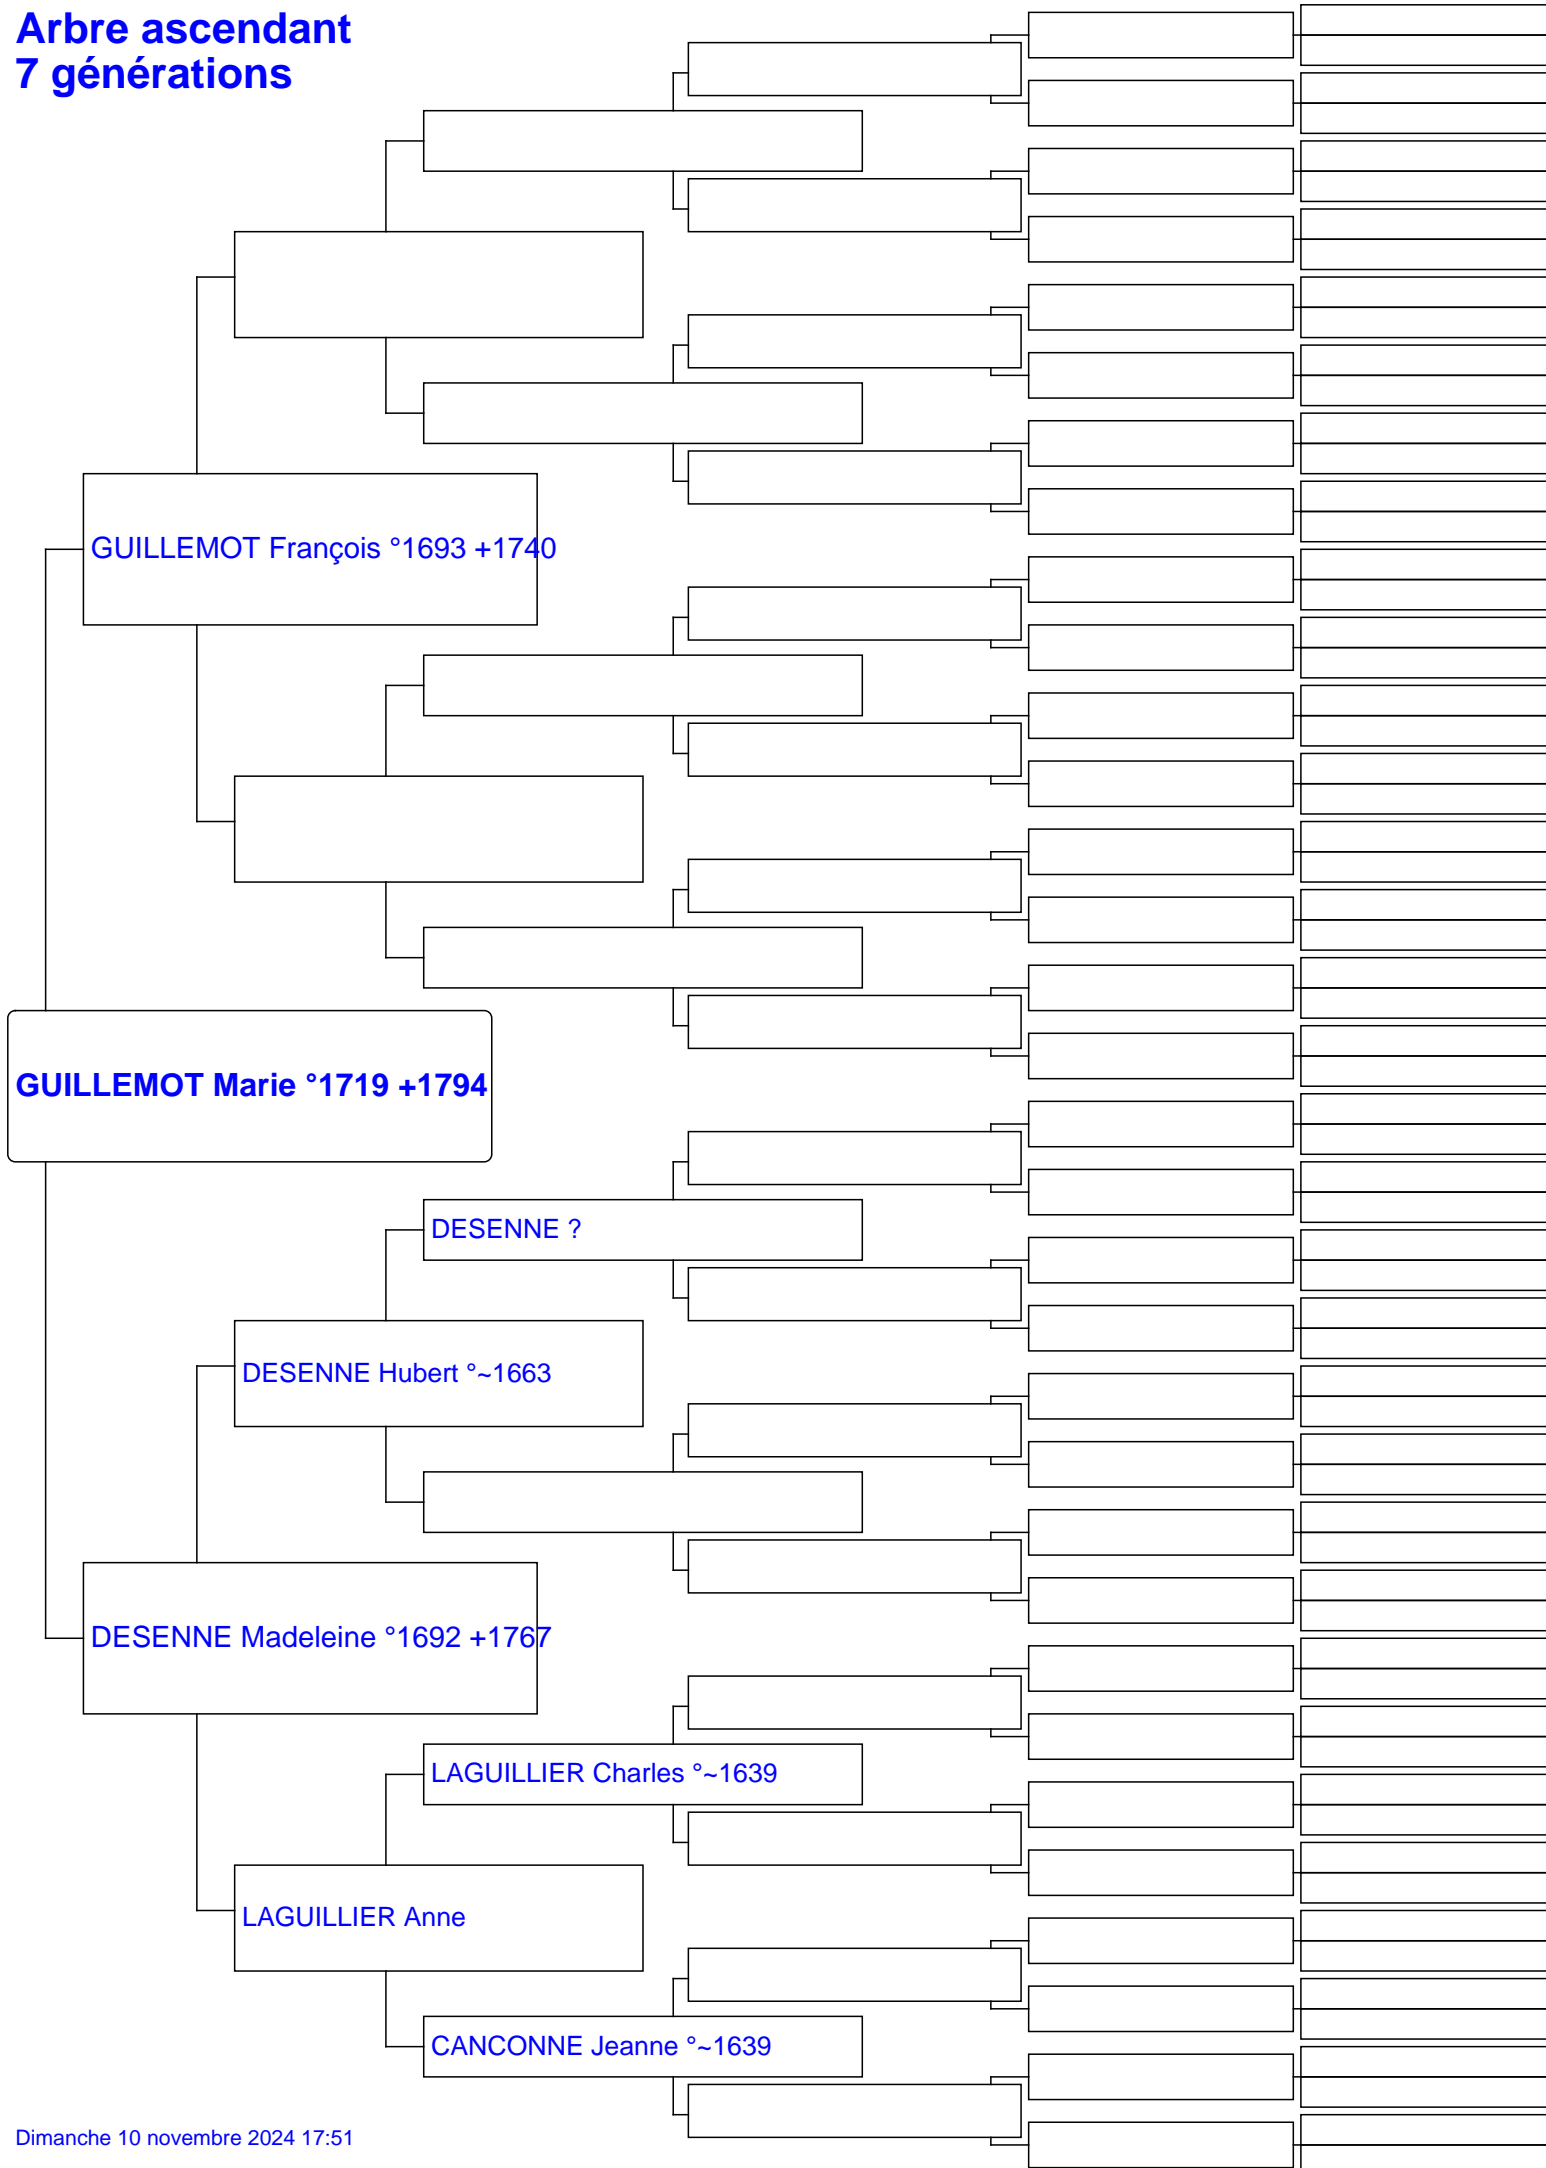 Arbre ascendant
7 générations
GUILLEMOT François °1693 +1740
GUILLEMOT Marie °1719 +1794
DESENNE ?
DESENNE Hubert °~1663
DESENNE Madeleine °1692 +1767
LAGUILLIER Charles °~1639
LAGUILLIER Anne
CANCONNE Jeanne °~1639
Dimanche 10 novembre 2024 17:51